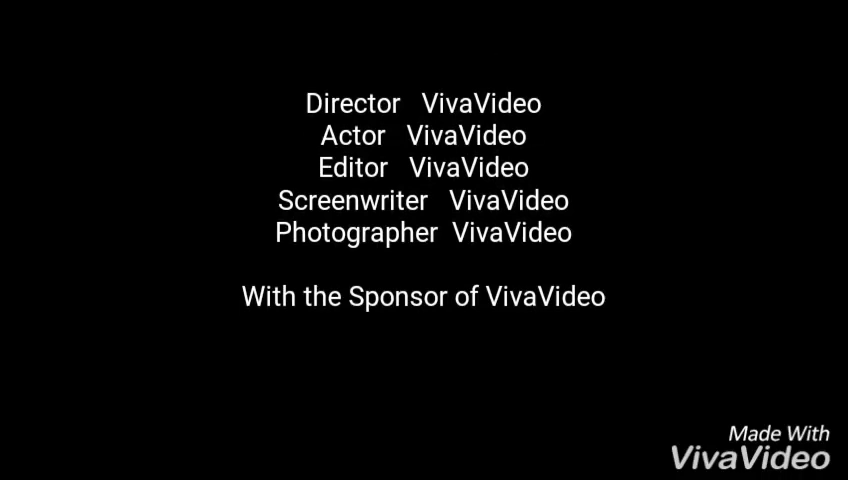 Director VivaVideo
Actor VivaVideo
Editor VivaVideo
Screenwriter VivaVideo
Photographer VivaVideo
With the Sponsor of VivaVideo
Made With
VivaVideo